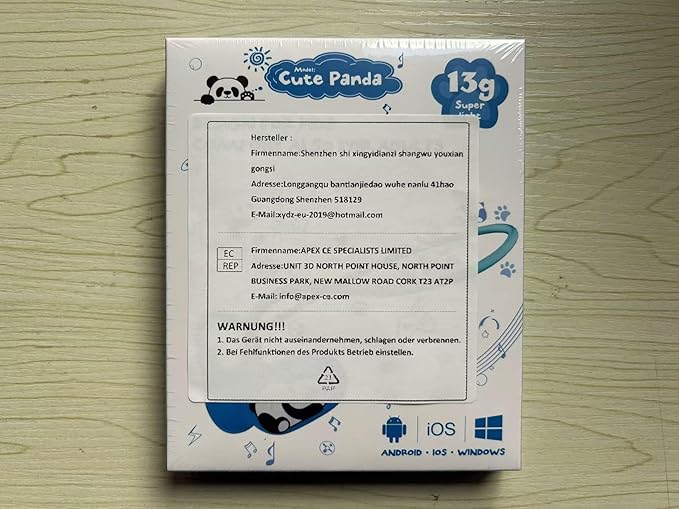 Model:
Cute Panda
13g
Super
light
Hersteller :
Firmenname:Shenzhen shi xingyidianzi shangwu youxian
gongsi
Adresse:Longgangqu bantianjiedao wuhe nanlu 41hao
Guangdong Shenzhen 518129
E-Mail:xydz-eu-2019@hotmail.com
EC
REP
Firmenname:APEX CE SPECIALISTS LIMITED
Adresse:UNIT 3D NORTH POINT HOUSE, NORTH POINT
BUSINESS PARK, NEW MALLOW ROAD CORK T23 AT2P
E-Mail: info@apex-ce.com
WARNUNG!!!
1. Das Gerät nicht auseinandernehmen, schlagen oder verbrennen.
2. Bei Fehlfunktionen des Produkts Betrieb einstellen.
21
PAP
iOS
ANDROID · IOS · WINDOWS